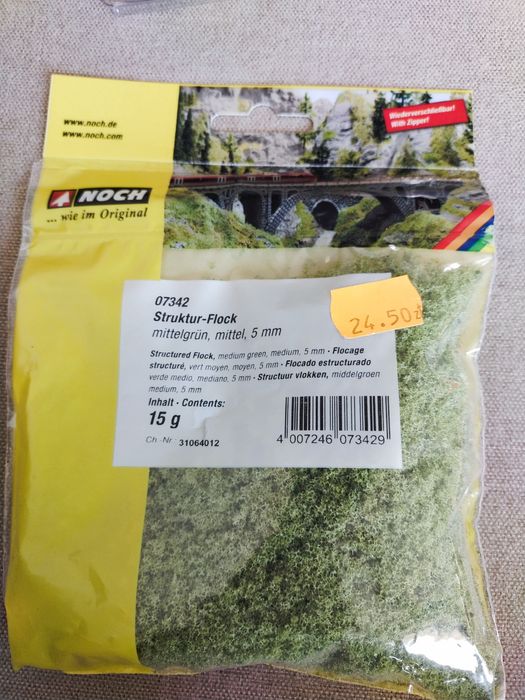 www.noch.de
www.noch.com
Wiederverschließbar!
With Zipper!
NOCH
... wie im Original
07342
Struktur-Flock
mittelgrün, mittel, 5 mm
Structured Flock, medium green, medium, 5 mm · Flocage
structuré, vert moyen, moyen, 5 mm · Flocado estructurado
verde medio, mediano, 5 mm · Structuur vlokken, middelgroen
medium, 5 mm
Inhalt · Contents:
15 g
Ch.-Nr.: 31064012
4 007246 073429
24.50zł